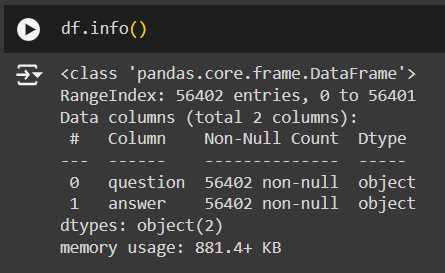 df.info()
<class 'pandas.core.frame.DataFrame'>
RangeIndex: 56402 entries, 0 to 56401
Data columns (total 2 columns):
 #   Column    Non-Null Count  Dtype
---  ------    --------------  -----
 0   question  56402 non-null  object
 1   answer    56402 non-null  object
dtypes: object(2)
memory usage: 881.4+ KB